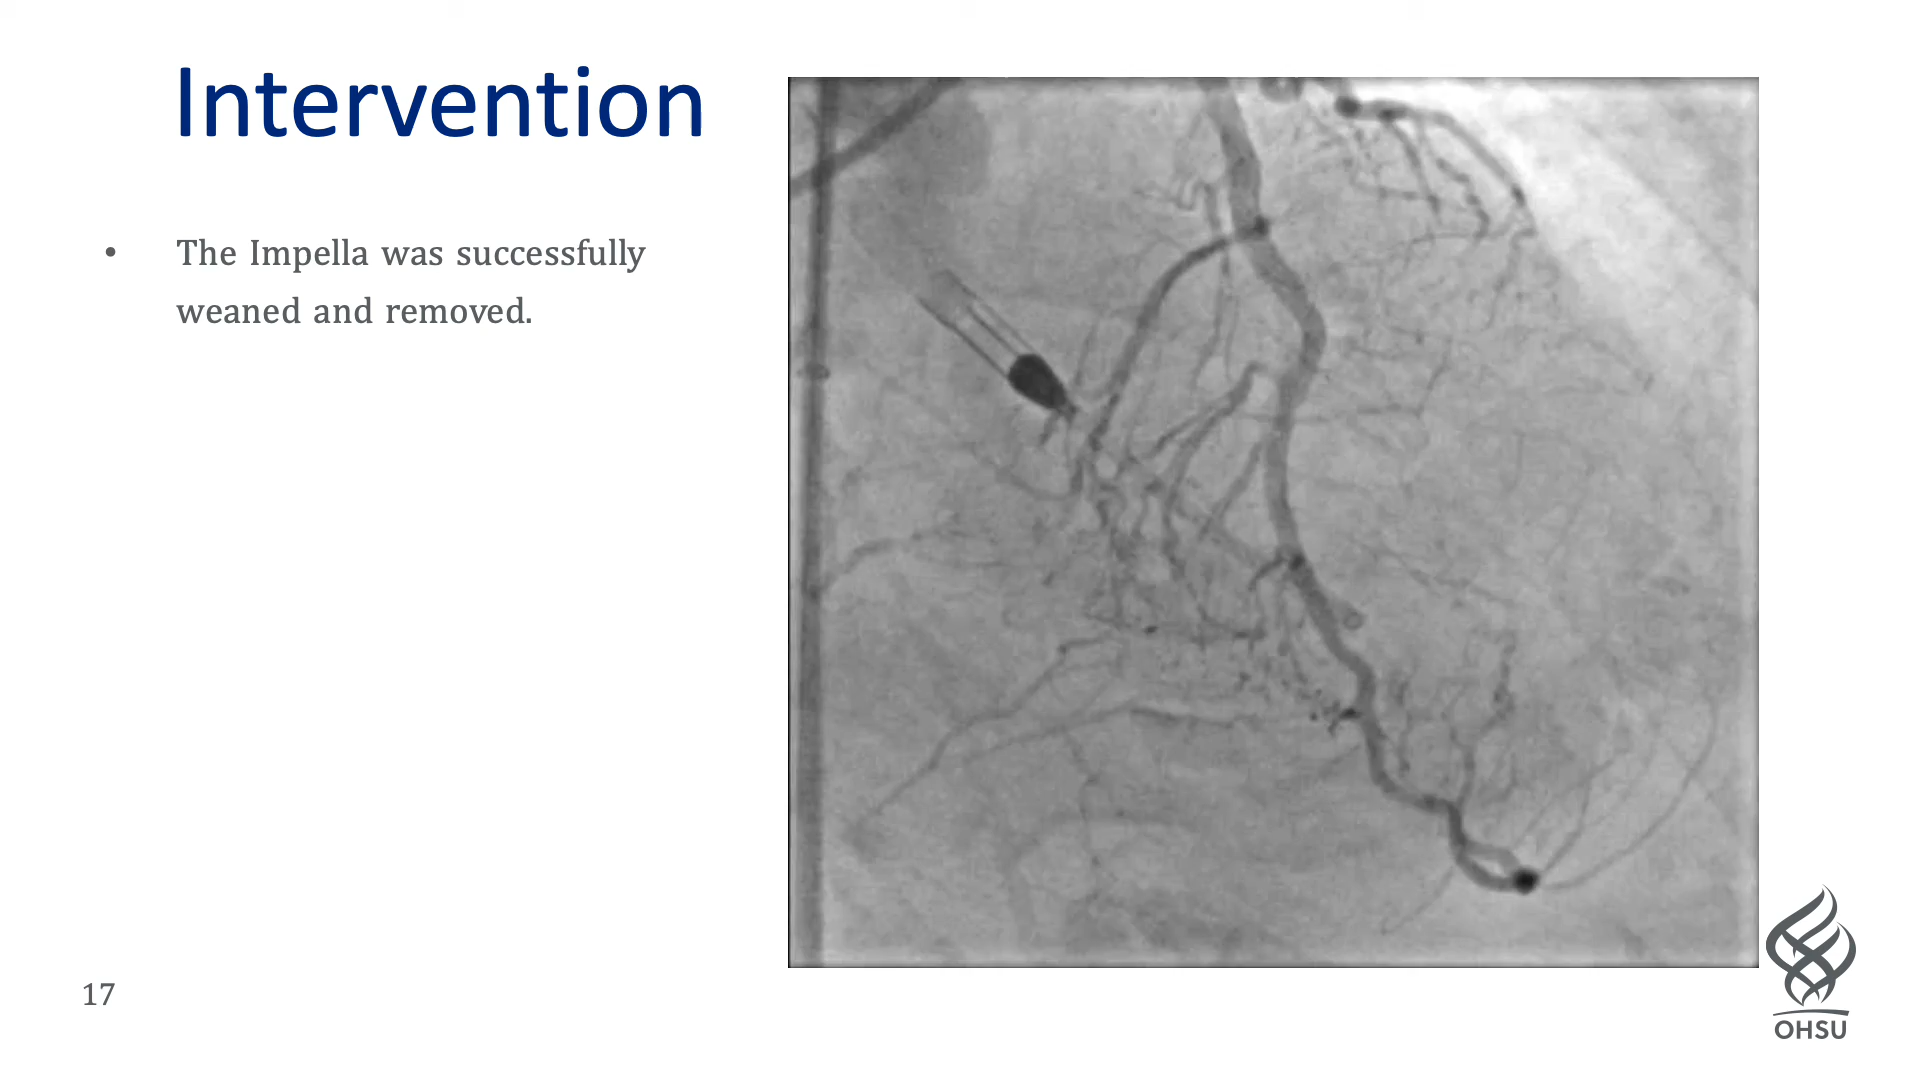 Intervention
• The Impella was successfully
weaned and removed.
17
OHSU